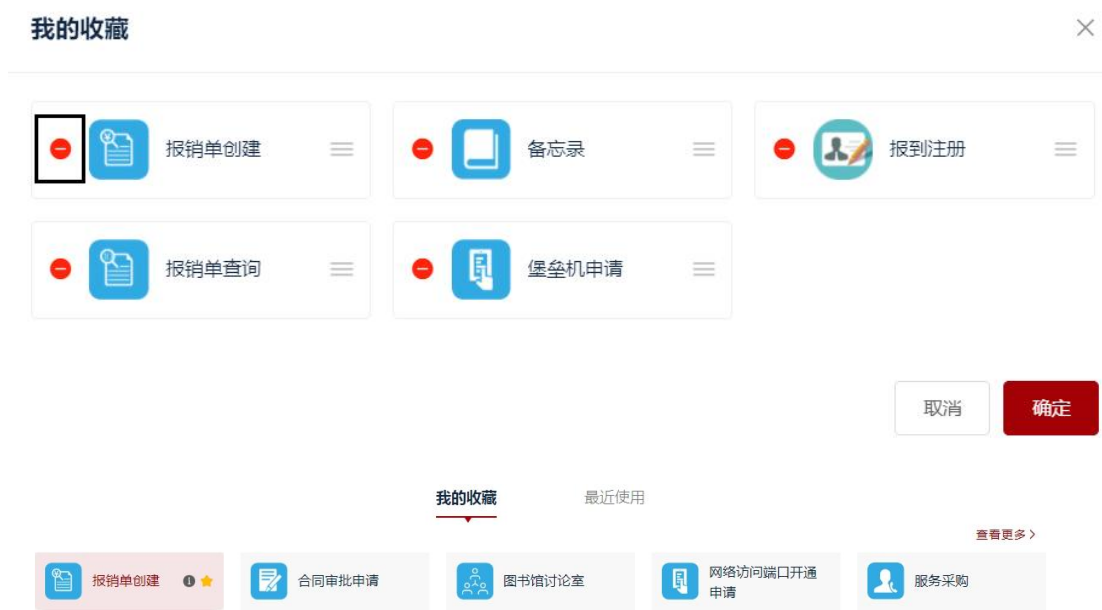 我的收藏
报销单创建
备忘录
报到注册
报销单查询
堡垒机申请
取消
确定
我的收藏
最近使用
查看更多
报销单创建
合同审批申请
图书馆讨论室
网络访问端口开通
申请
服务采购